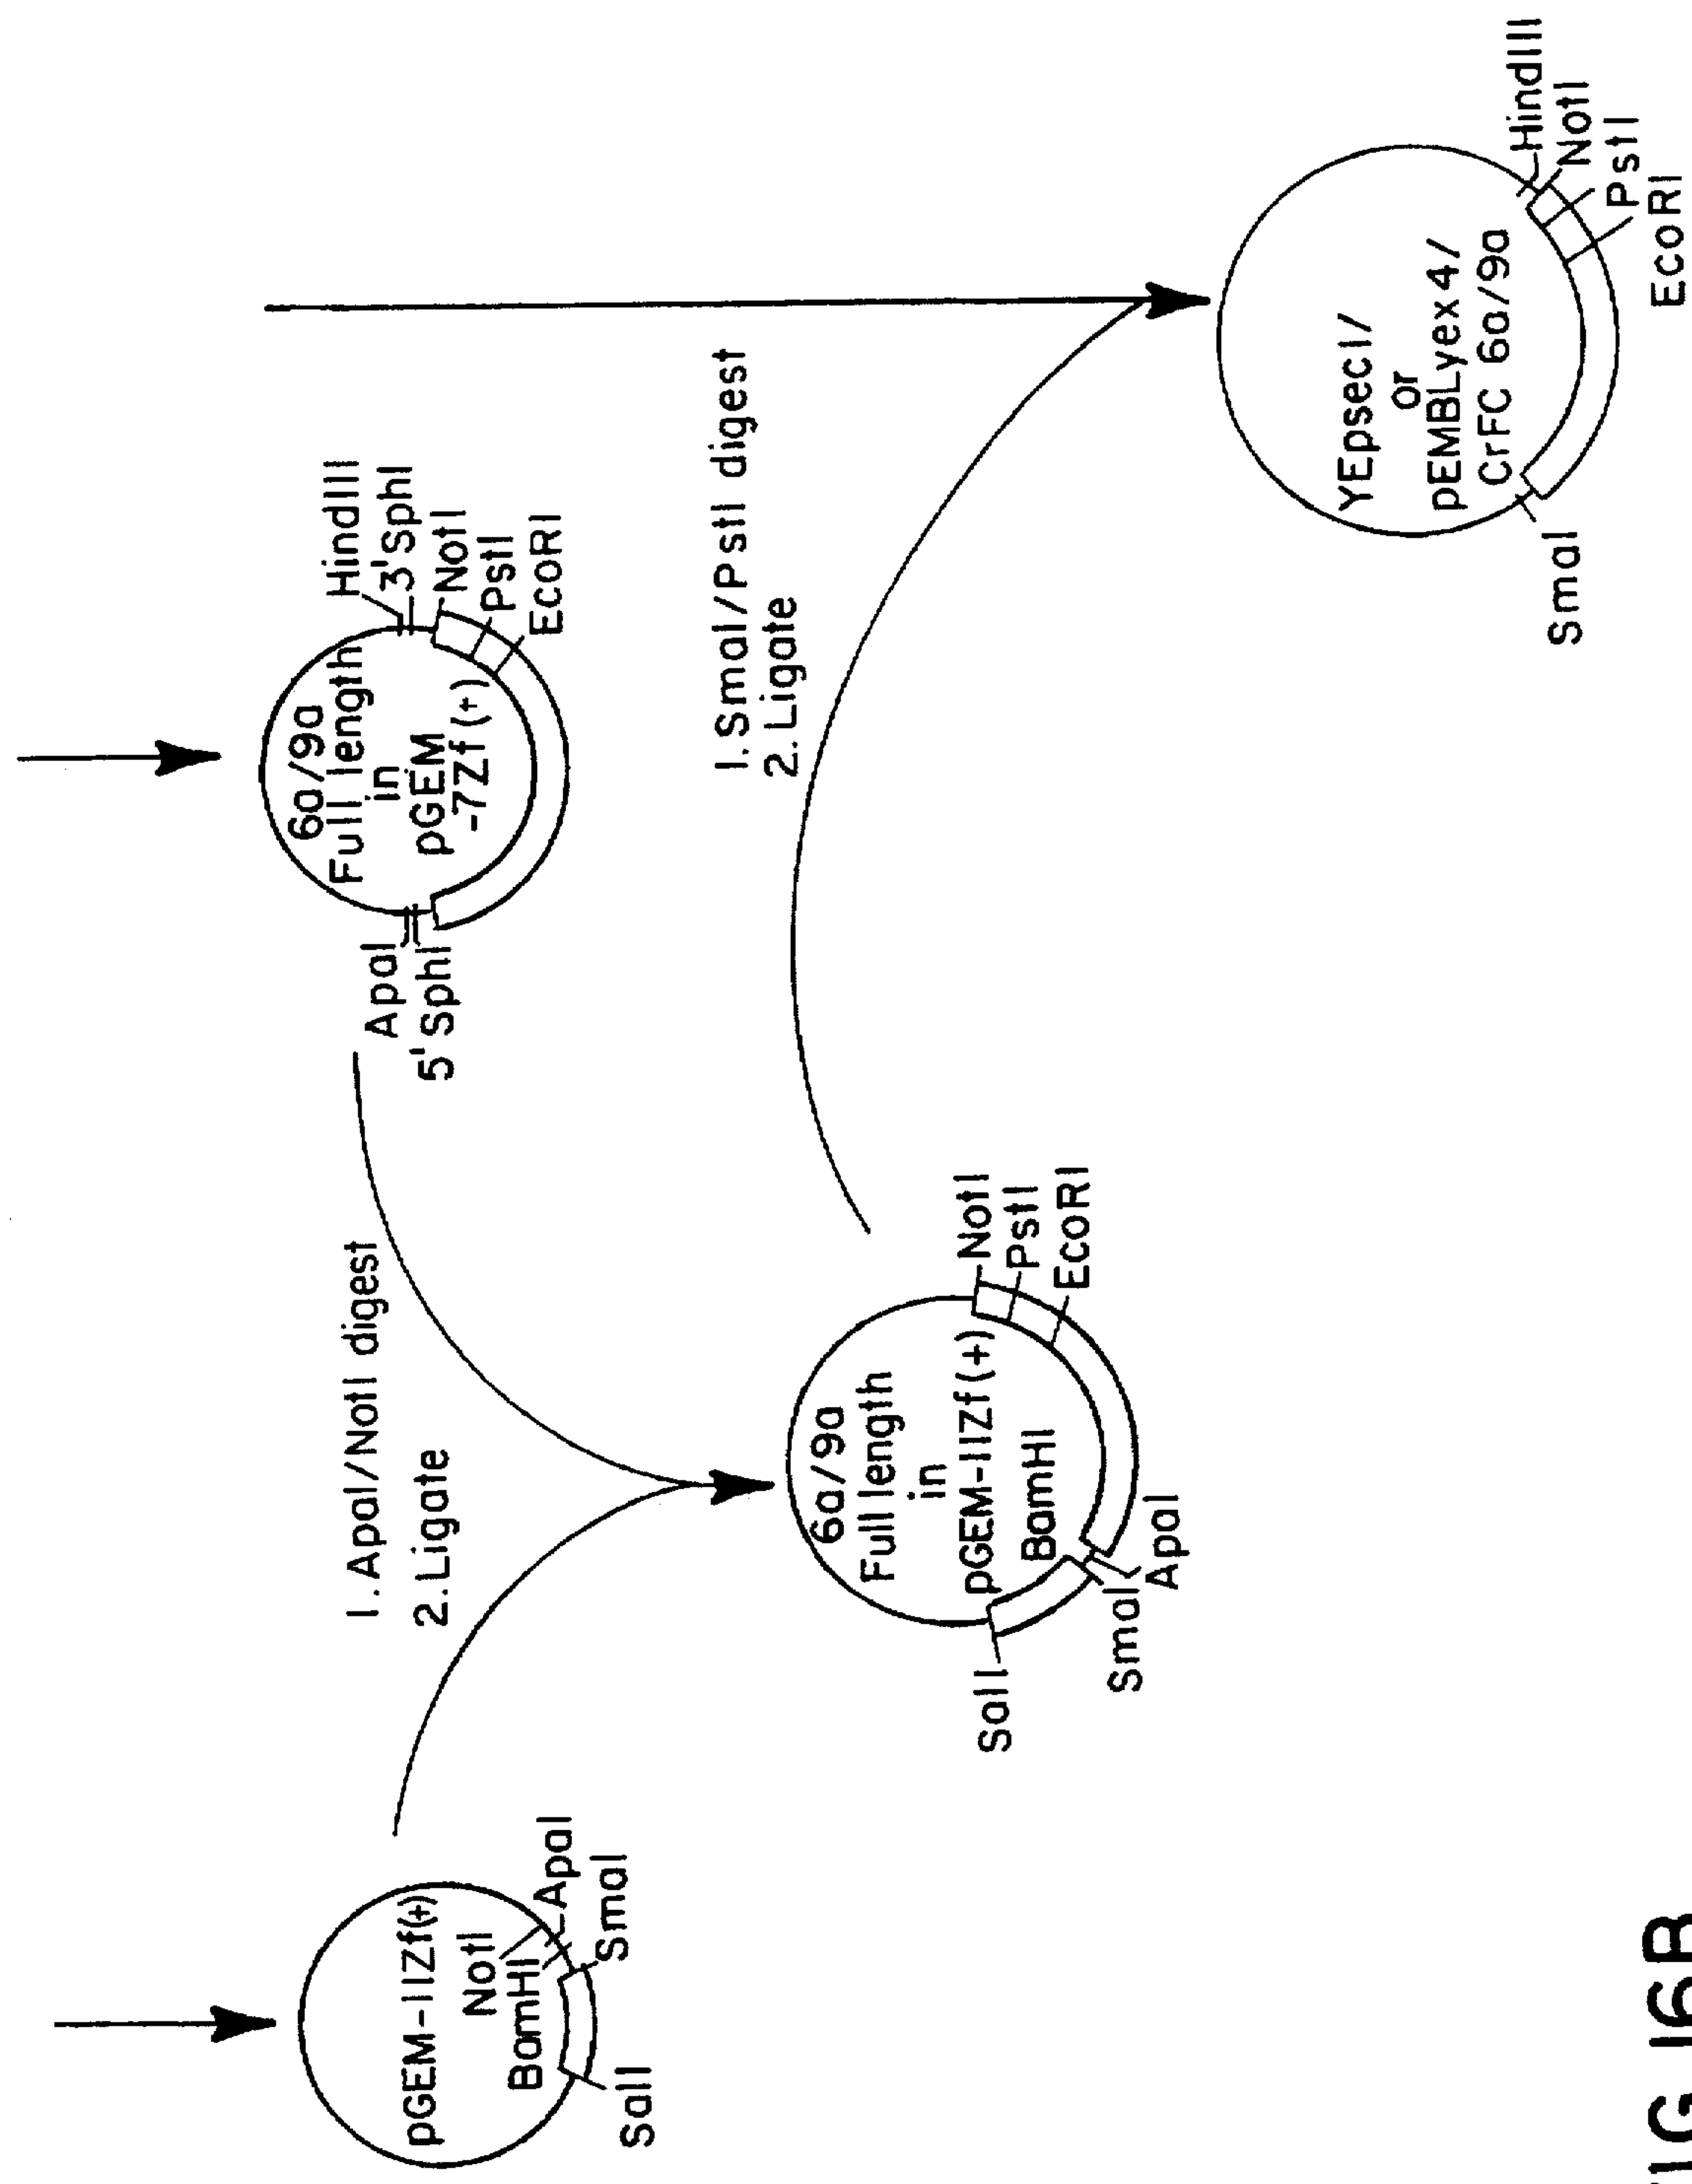 pGEM-11Zf(+)
NotI
BamHI
ApaI
SmaI
SalI
1. ApaI/NotI digest
2. Ligate
ApaI
5'SphI
6a/9a
Full length
in
pGEM
-7Zf(+)
HindIII
3'SphI
NotI
PstI
EcoRI
6a/9a
Full length
in
pGEM-11Zf(+)
BamHI
NotI
PstI
EcoRI
SalI
SmaI
ApaI
1. SmaI/PstI digest
2. Ligate
YEpsec1/
or
pEMBLyex4/
CrFC 6a/9a
HindIII
NotI
PstI
EcoRI
SmaI
IG. 16B